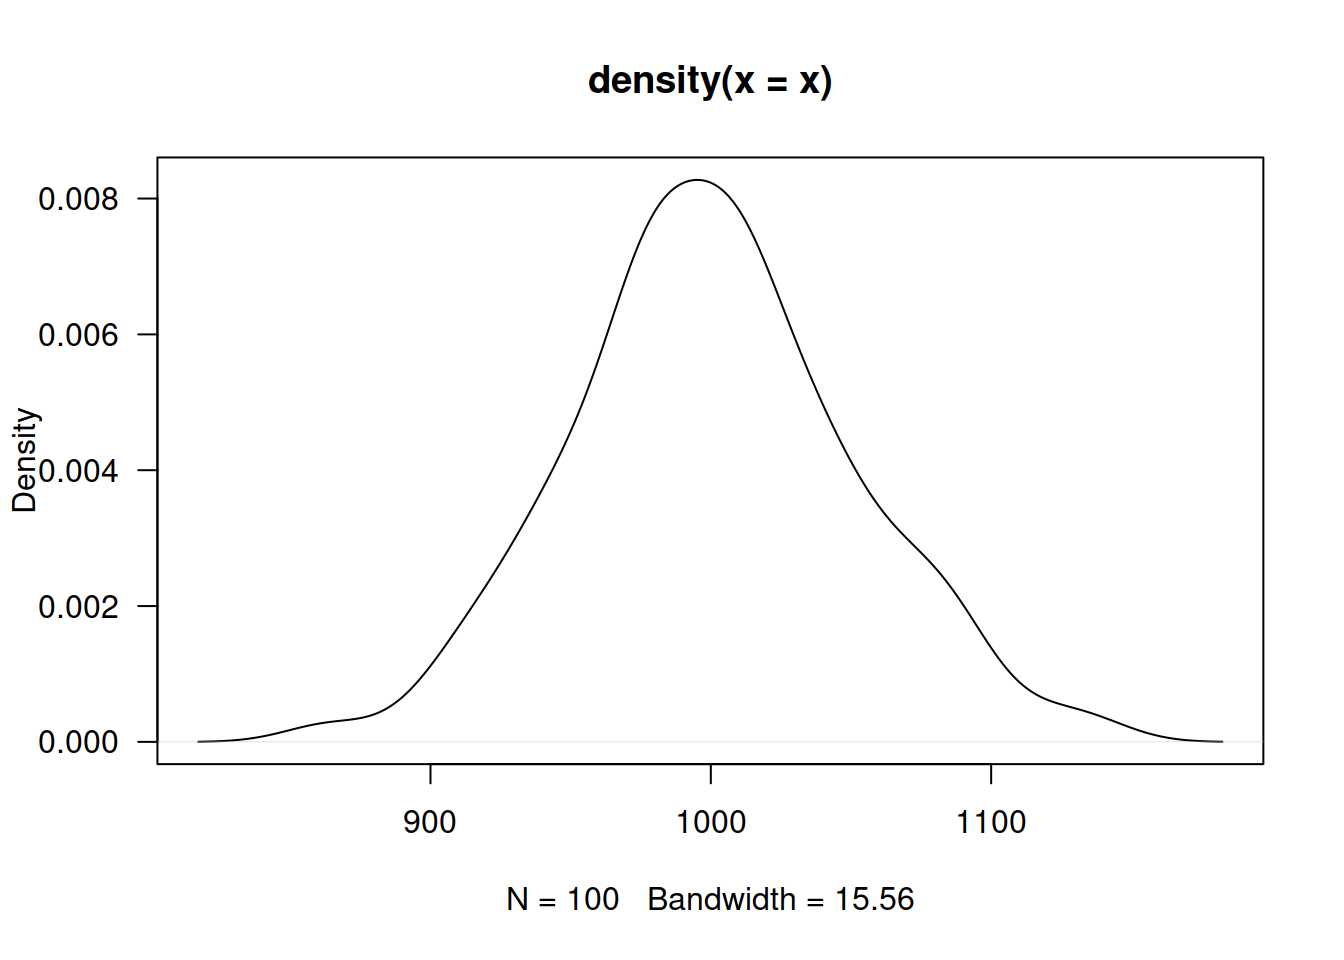 density(x = x)
Density
0.008
0.006
0.004
0.002
0.000
900 1000 1100
N = 100 Bandwidth = 15.56